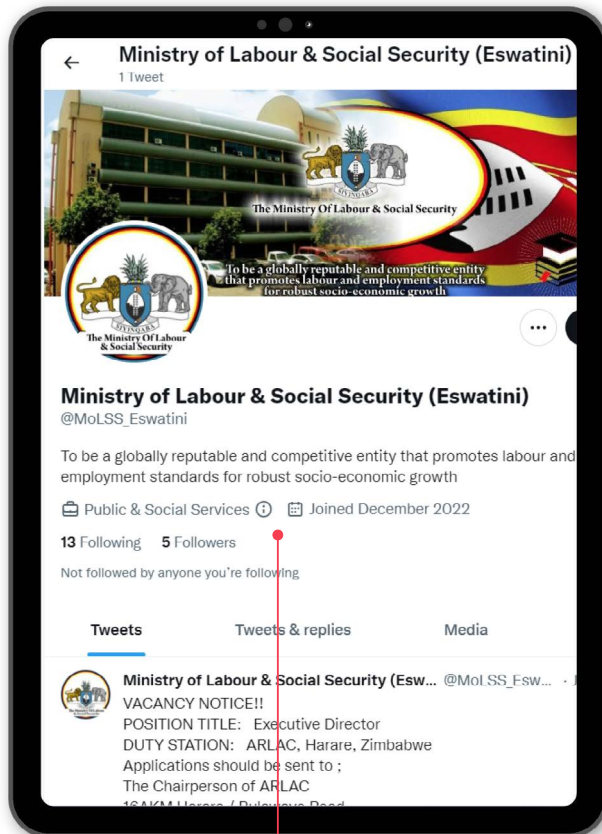 Ministry of Labour & Social Security (Eswatini)
1 Tweet
SIYINQABA
The Ministry Of Labour & Social Security
To be a globally reputable and competitive entity
that promotes labour and employment standards
for robust socio-economic growth
SIYINQABA
The Ministry Of Labour
& Social Security
Ministry of Labour & Social Security (Eswatini)
@MoLSS_Eswatini
To be a globally reputable and competitive entity that promotes labour and
employment standards for robust socio-economic growth
Public & Social Services Joined December 2022
13 Following 5 Followers
Not followed by anyone you're following
Tweets Tweets & replies Media
Ministry of Labour & Social Security (Esw... @MoLSS_Esw... ·
VACANCY NOTICE!!
POSITION TITLE: Executive Director
DUTY STATION: ARLAC, Harare, Zimbabwe
Applications should be sent to ;
The Chairperson of ARLAC